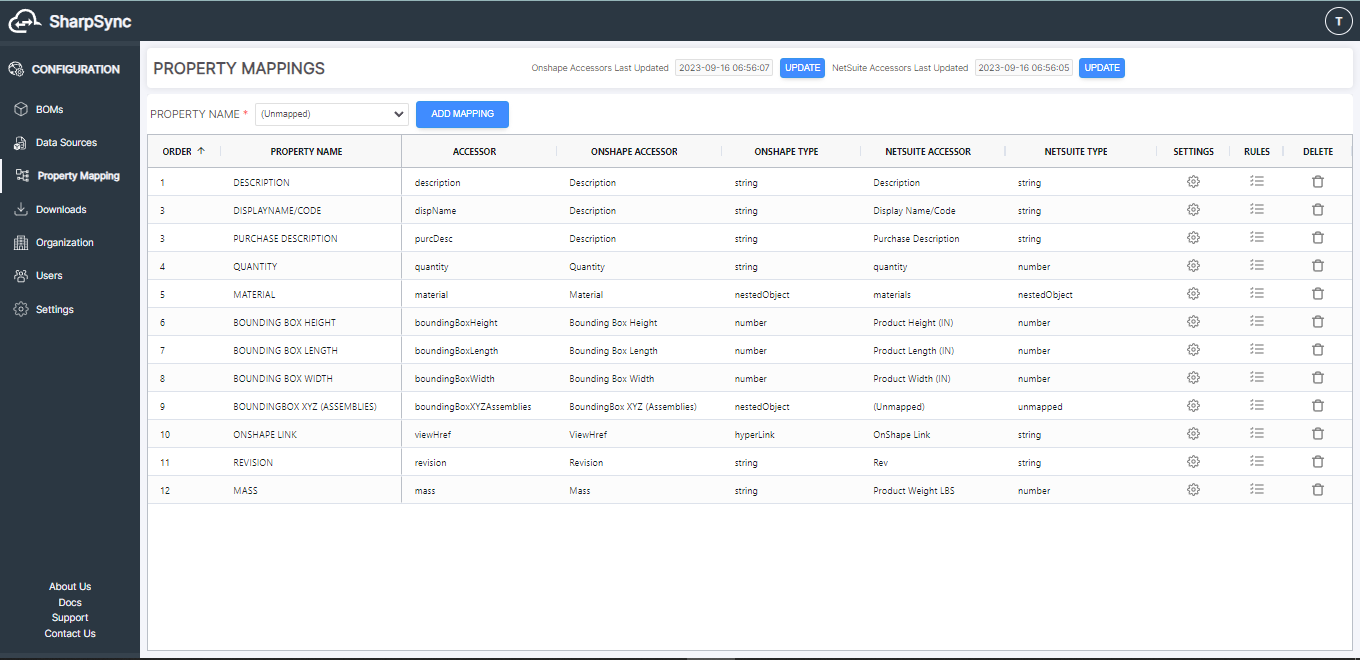 SharpSync
T
CONFIGURATION
BOMs
Data Sources
Property Mapping
Downloads
Organization
Users
Settings
About Us
Docs
Support
Contact Us
PROPERTY MAPPINGS Onshape Accessors Last Updated 2023-09-16 06:56:07 UPDATE NetSuite Accessors Last Updated 2023-09-16 06:56:05 UPDATE
PROPERTY NAME * (Unmapped) ADD MAPPING
ORDER PROPERTY NAME ACCESSOR ONSHAPE ACCESSOR ONSHAPE TYPE NETSUITE ACCESSOR NETSUITE TYPE SETTINGS RULES DELETE
1 DESCRIPTION description Description string Description string
3 DISPLAYNAME/CODE dispName Description string Display Name/Code string
3 PURCHASE DESCRIPTION purcDesc Description string Purchase Description string
4 QUANTITY quantity Quantity string quantity number
5 MATERIAL material Material nestedObject materials nestedObject
6 BOUNDING BOX HEIGHT boundingBoxHeight Bounding Box Height number Product Height (IN) number
7 BOUNDING BOX LENGTH boundingBoxLength Bounding Box Length number Product Length (IN) number
8 BOUNDING BOX WIDTH boundingBoxWidth Bounding Box Width number Product Width (IN) number
9 BOUNDINGBOX XYZ (ASSEMBLIES) boundingBoxXYZAssemblies BoundingBox XYZ (Assemblies) nestedObject (Unmapped) unmapped
10 ONSHAPE LINK viewHref ViewHref hyperLink OnShape Link string
11 REVISION revision Revision string Rev string
12 MASS mass Mass string Product Weight LBS number